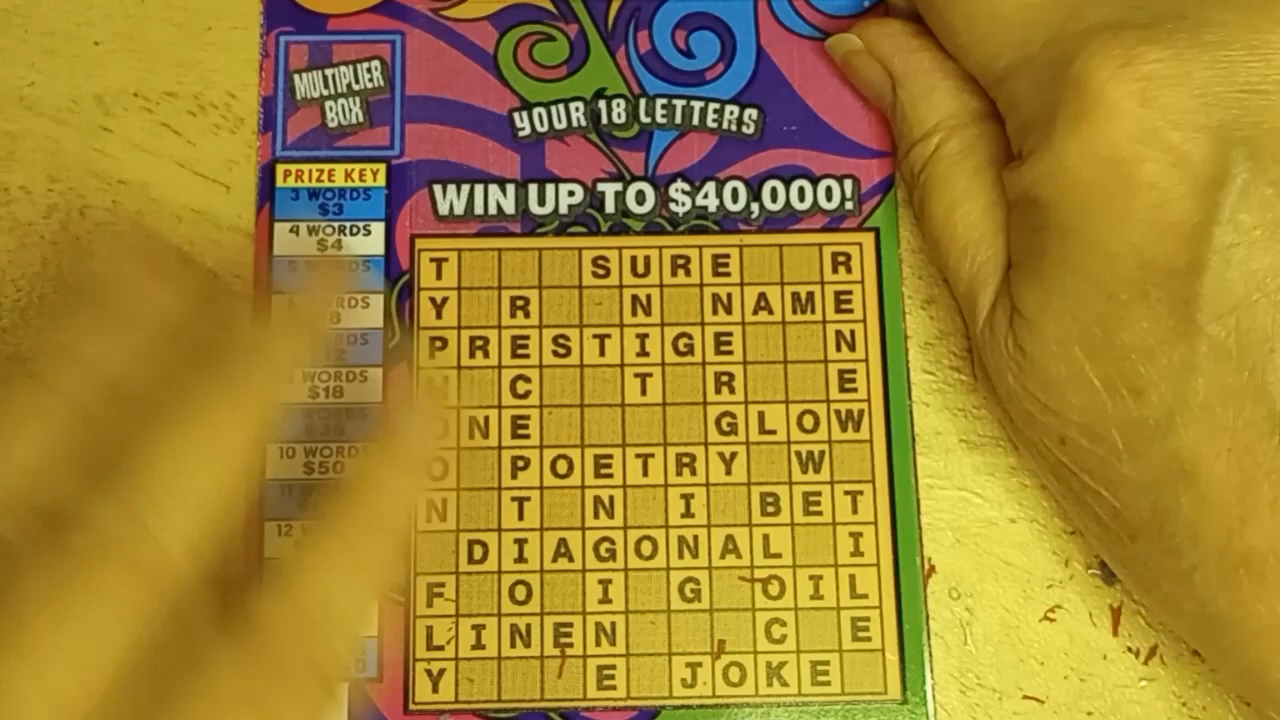 MULTIPLIER
BOX
YOUR 18 LETTERS
PRIZE KEY
WIN UP TO $40,000!
3 WORDS
$3
4 WORDS
$4
WORDS
$18
10 WORDS
$50
T S U R E R
Y R N N A M E
P R E S T I G E N
C T R E
N E G L O W
O P O E T R Y W
N T N I B E T
D I A G O N A L I
F O I G O I L
L I N E N C E
Y E J O K E